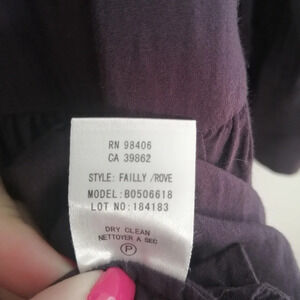 RN 98406
CA 39862
STYLE: FAILLY /ROVE
MODEL: B0506618
LOT NO: 184183
DRY CLEAN
NETTOYER A SEC
P